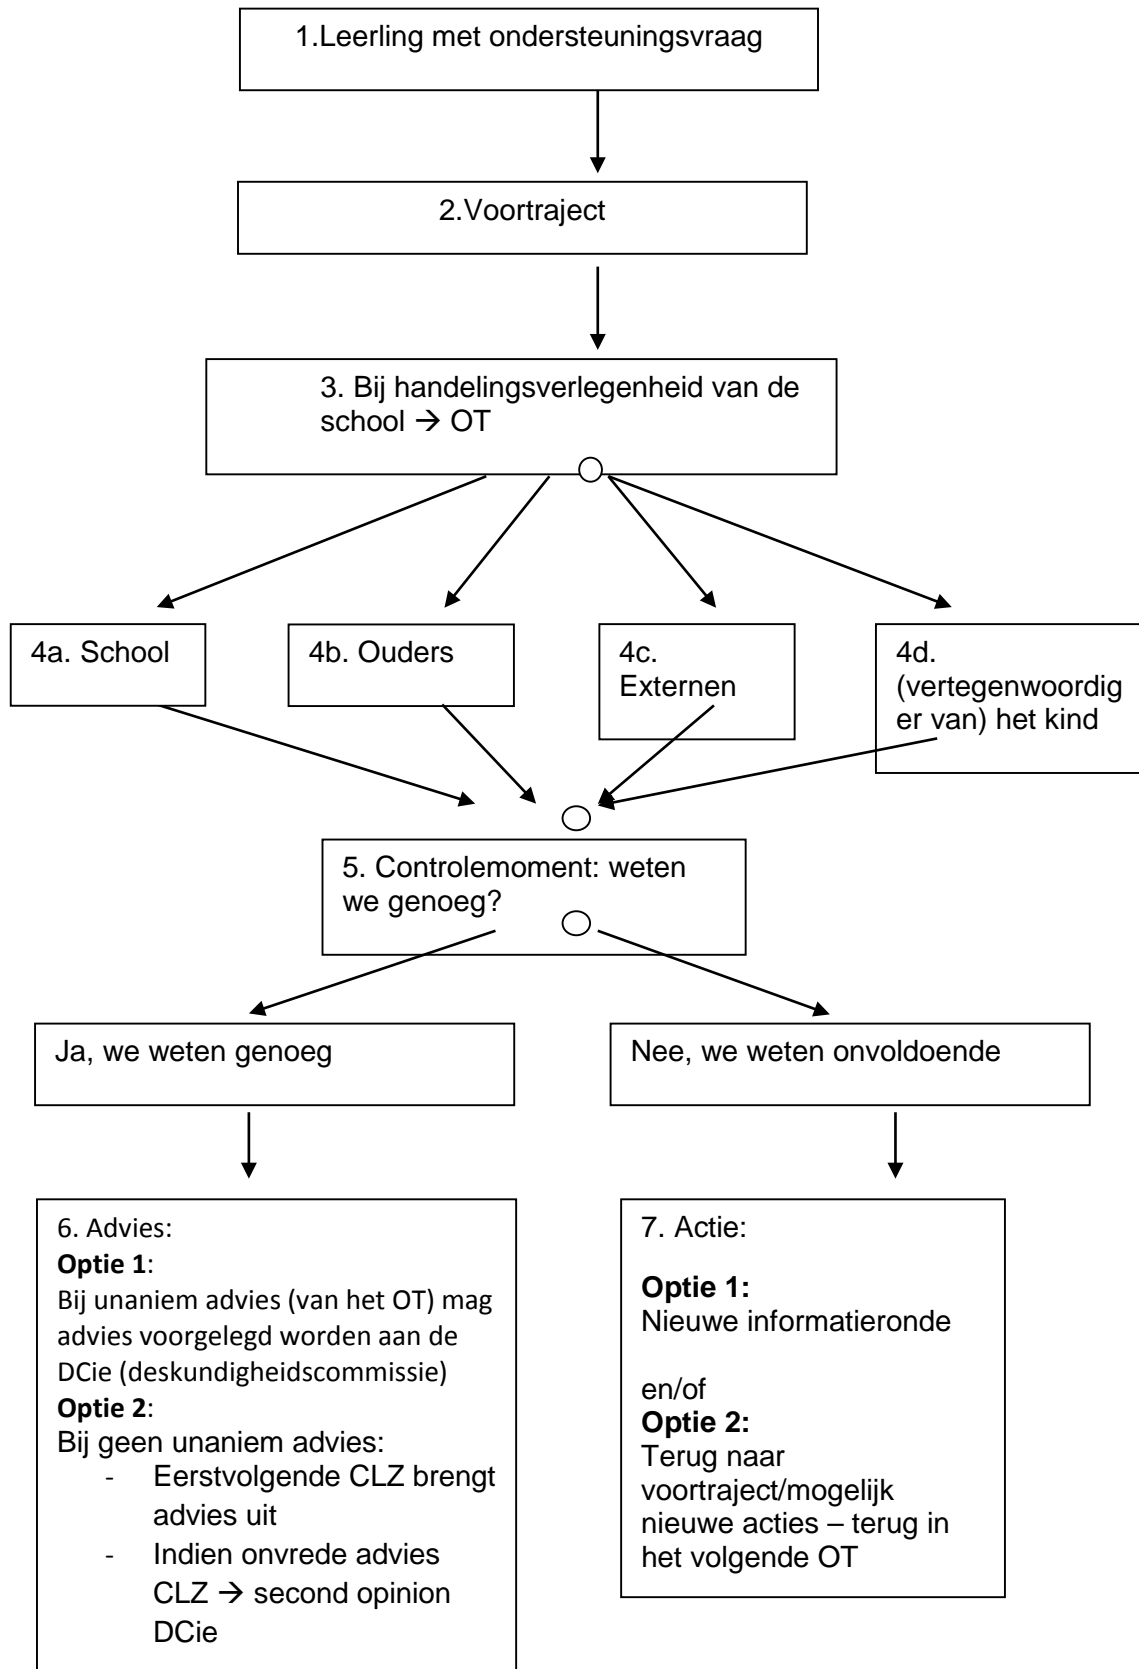 1.Leerling met ondersteuningsvraag
2.Voortraject
3. Bij handelingsverlegenheid van de
school → OT
4a. School
4b. Ouders
4c.
Externen
4d.
(vertegenwoordig
er van) het kind
5. Controlemoment: weten
we genoeg?
Ja, we weten genoeg
Nee, we weten onvoldoende
6. Advies:
Optie 1:
Bij unaniem advies (van het OT) mag
advies voorgelegd worden aan de
DCie (deskundigheidscommissie)
Optie 2:
Bij geen unaniem advies:
- Eerstvolgende CLZ brengt
advies uit
- Indien onvrede advies
CLZ → second opinion
DCie
7. Actie:
Optie 1:
Nieuwe informatieronde
en/of
Optie 2:
Terug naar
voortraject/mogelijk
nieuwe acties – terug in
het volgende OT